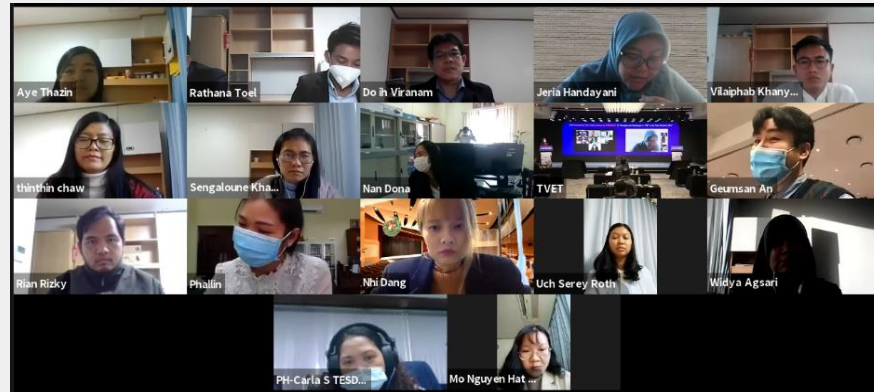 Aye Thazin
Rathana Toel
Do ih Viranam
Jeria Handayani
Vilaiphab Khany...
thinthin chaw
Sengaloune Kha...
Nan Dona
TVET
Geumsan An
Rian Rizky
Phallin
Nhi Dang
Uch Serey Roth
Widya Agsari
PH-Carla S TESD...
Mo Nguyen Hat ...